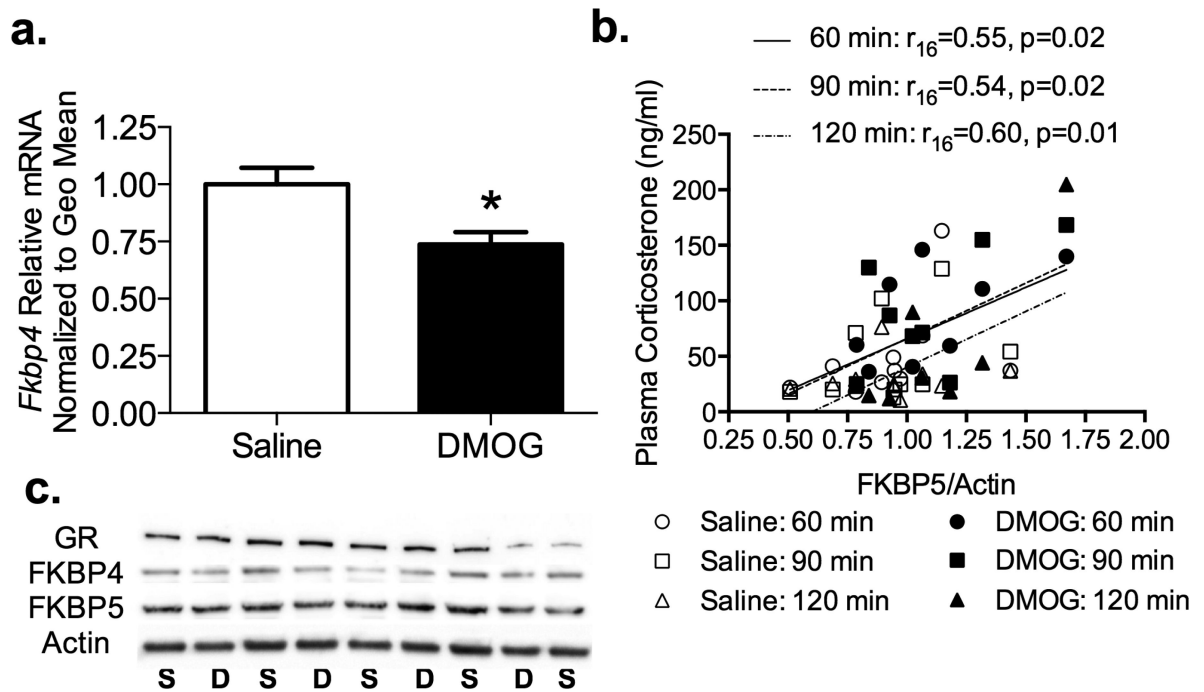 a.
Fkbp4 Relative mRNA
Normalized to Geo Mean
1.25
1.00
0.75
0.50
0.25
0.00
*
Saline
DMOG
b.
60 min: r16=0.55, p=0.02
90 min: r16=0.54, p=0.02
120 min: r16=0.60, p=0.01
Plasma Corticosterone (ng/ml)
250
200
150
100
50
0
0.25 0.50 0.75 1.00 1.25 1.50 1.75 2.00
FKBP5/Actin
Saline: 60 min
DMOG: 60 min
Saline: 90 min
DMOG: 90 min
Saline: 120 min
DMOG: 120 min
c.
GR
FKBP4
FKBP5
Actin
S D S D S D S D S